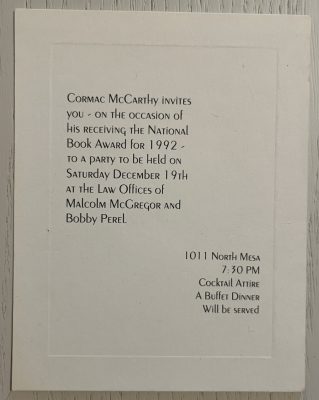 Cormac McCarthy invites
you - on the occasion of
his receiving the National
Book Award for 1992 -
to a party to be held on
Saturday December 19th
at the Law Offices of
Malcolm McGregor and
Bobby Perel.
1011 North Mesa
7:30 PM
Cocktail Attire
A Buffet Dinner
Will be served